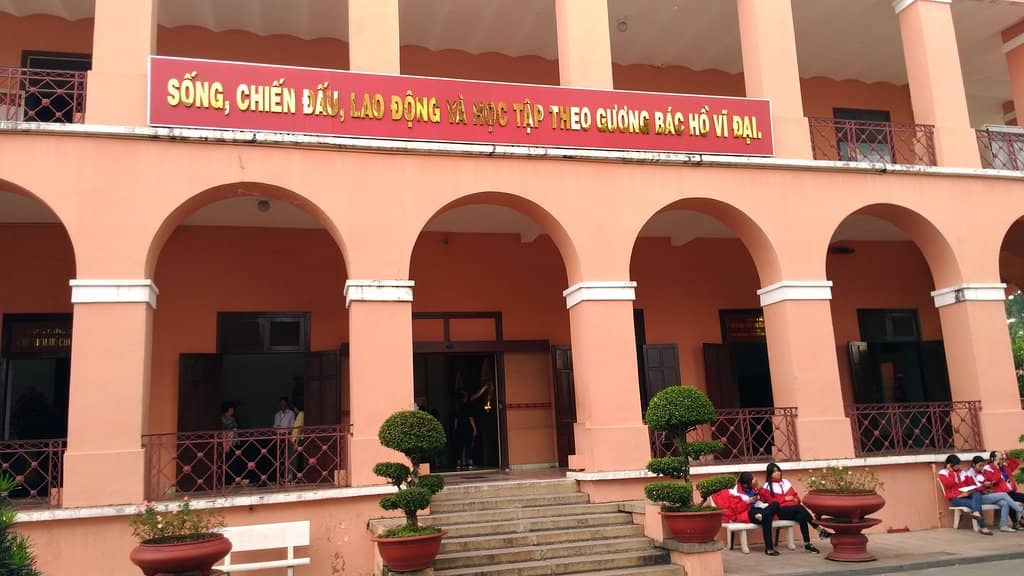 SỐNG, CHIẾN ĐẤU, LAO ĐỘNG VÀ HỌC TẬP THEO GƯƠNG BÁC HỒ VĨ ĐẠI.